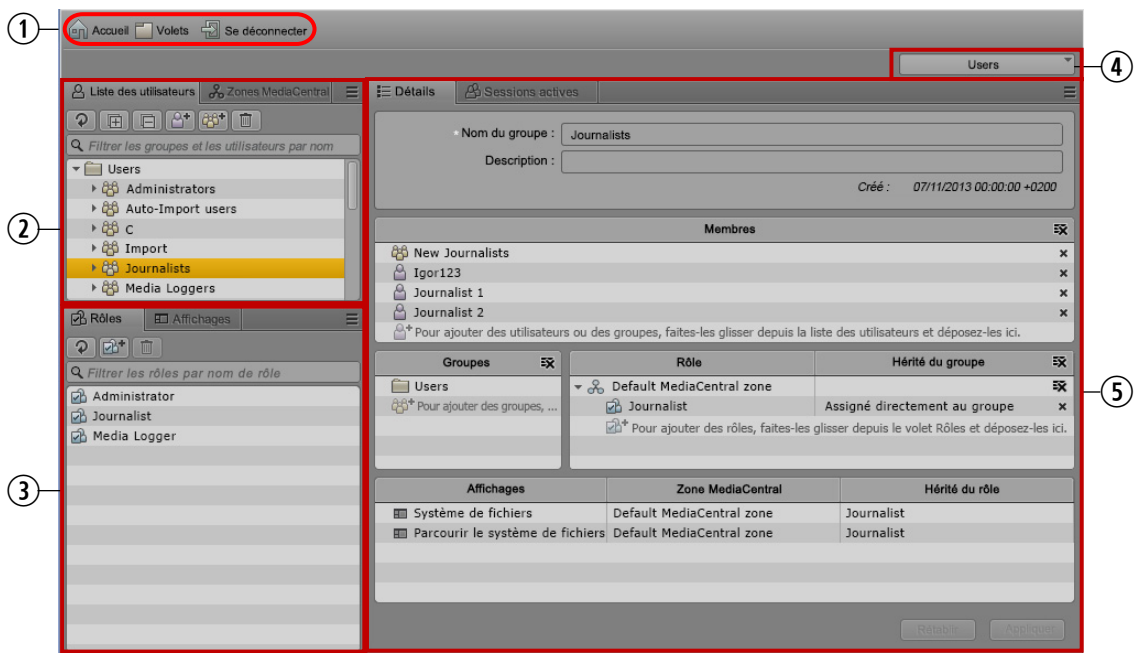 1
Accueil Volets Se déconnecter
Users
4
Liste des utilisateurs Zones MediaCentral
Filtrer les groupes et les utilisateurs par nom
Users
Administrators
Auto-Import users
C
Import
Journalists
Media Loggers
2
Rôles Affichages
Filtrer les rôles par nom de rôle
Administrator
Journalist
Media Logger
3
Détails Sessions actives
Nom du groupe : Journalists
Description :
Créé : 07/11/2013 00:00:00 +0200
Membres
New Journalists
Igor123
Journalist 1
Journalist 2
Pour ajouter des utilisateurs ou des groupes, faites-les glisser depuis la liste des utilisateurs et déposez-les ici.
Groupes
Users
Pour ajouter des groupes, ...
Rôle Hérité du groupe
Default MediaCentral zone
Journalist Assigné directement au groupe
Pour ajouter des rôles, faites-les glisser depuis le volet Rôles et déposez-les ici.
5
Affichages Zone MediaCentral Hérité du rôle
Système de fichiers Default MediaCentral zone Journalist
Parcourir le système de fichiers Default MediaCentral zone Journalist
Rétablir Appliquer